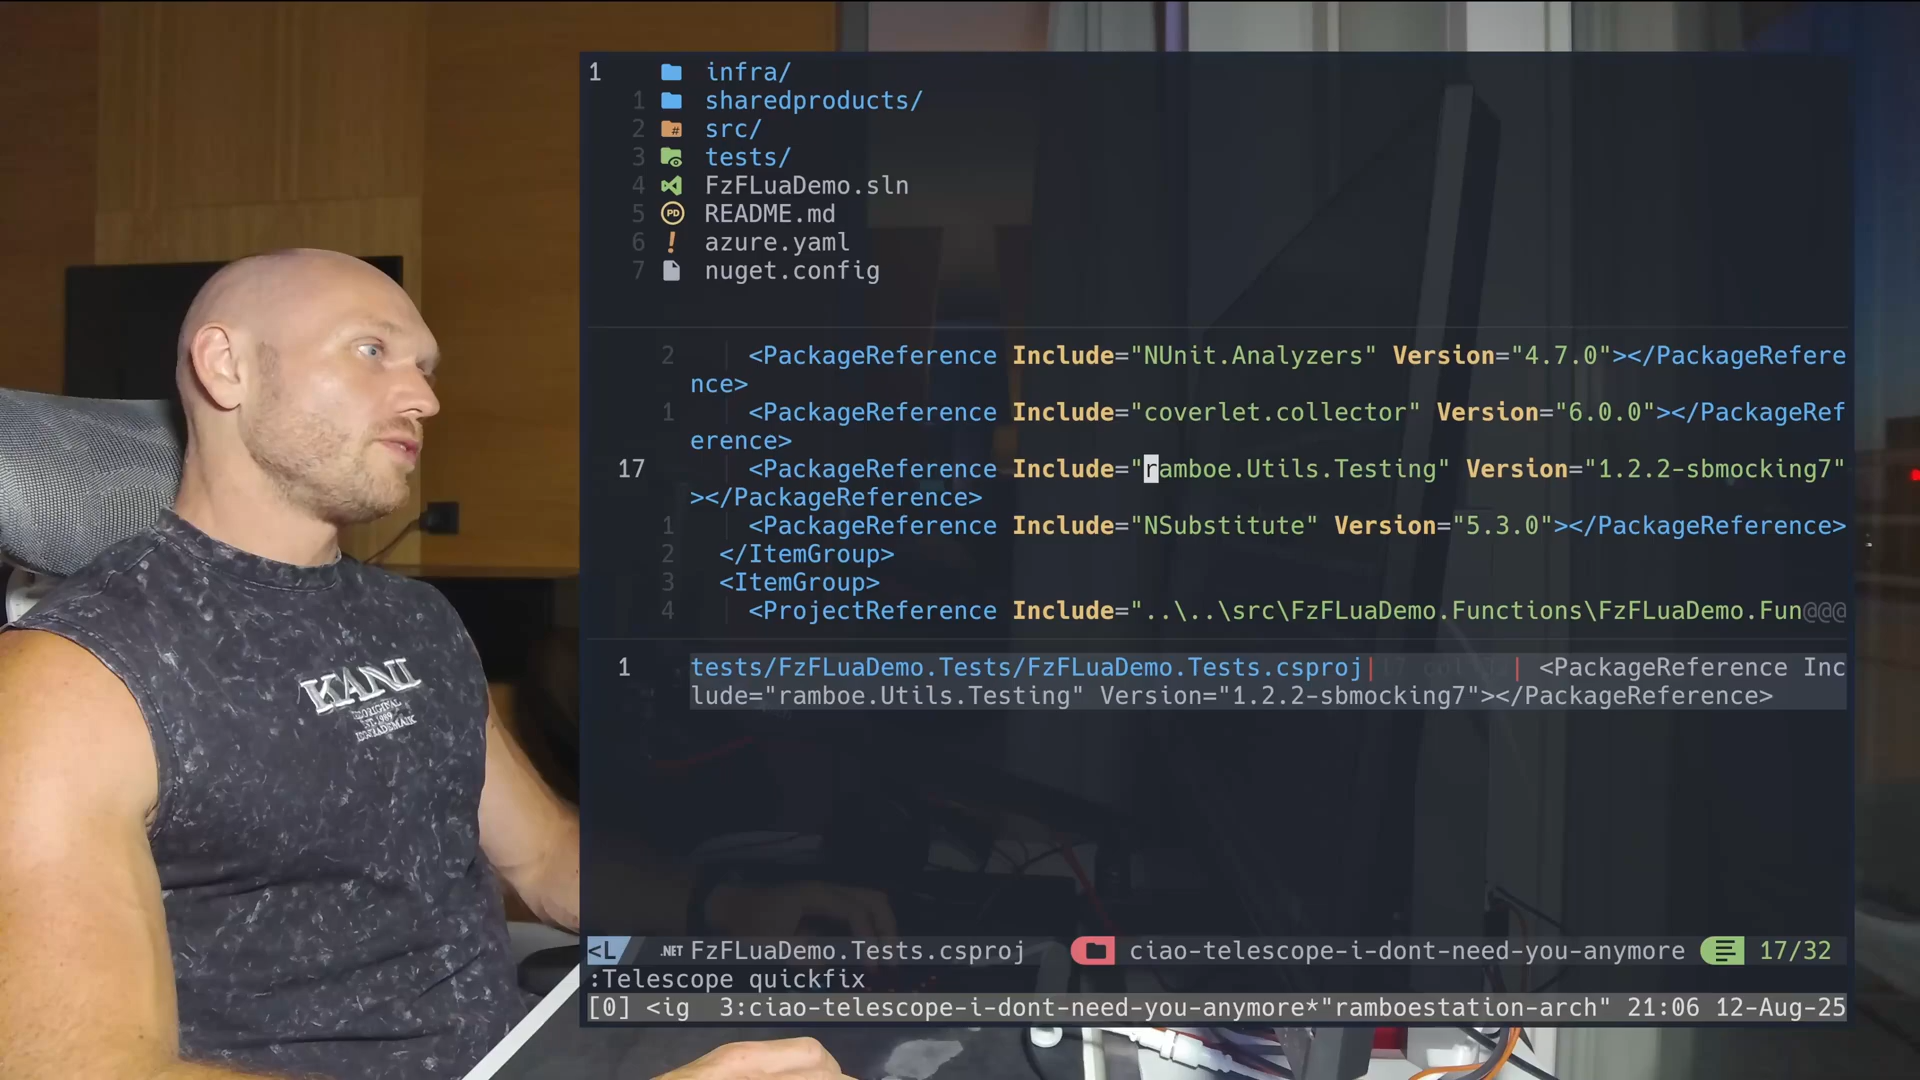 1 infra/
1 sharedproducts/
2 src/
3 tests/
4 FzFLuaDemo.sln
5 README.md
6 azure.yaml
7 nuget.config
2 <PackageReference Include="NUnit.Analyzers" Version="4.7.0"></PackageRefere
nce>
1 <PackageReference Include="coverlet.collector" Version="6.0.0"></PackageRef
erence>
17 <PackageReference Include="ramboe.Utils.Testing" Version="1.2.2-sbmocking7"
></PackageReference>
1 <PackageReference Include="NSubstitute" Version="5.3.0"></PackageReference>
2 </ItemGroup>
3 <ItemGroup>
4 <ProjectReference Include="..\..\src\FzFLuaDemo.Functions\FzFLuaDemo.Fun@@@
1 tests/FzFLuaDemo.Tests/FzFLuaDemo.Tests.csproj| | <PackageReference Inc
lude="ramboe.Utils.Testing" Version="1.2.2-sbmocking7"></PackageReference>
<L .NET FzFLuaDemo.Tests.csproj ciao-telescope-i-dont-need-you-anymore 17/32
:Telescope quickfix
[0] <ig 3:ciao-telescope-i-dont-need-you-anymore*"ramboestation-arch" 21:06 12-Aug-25
KANI